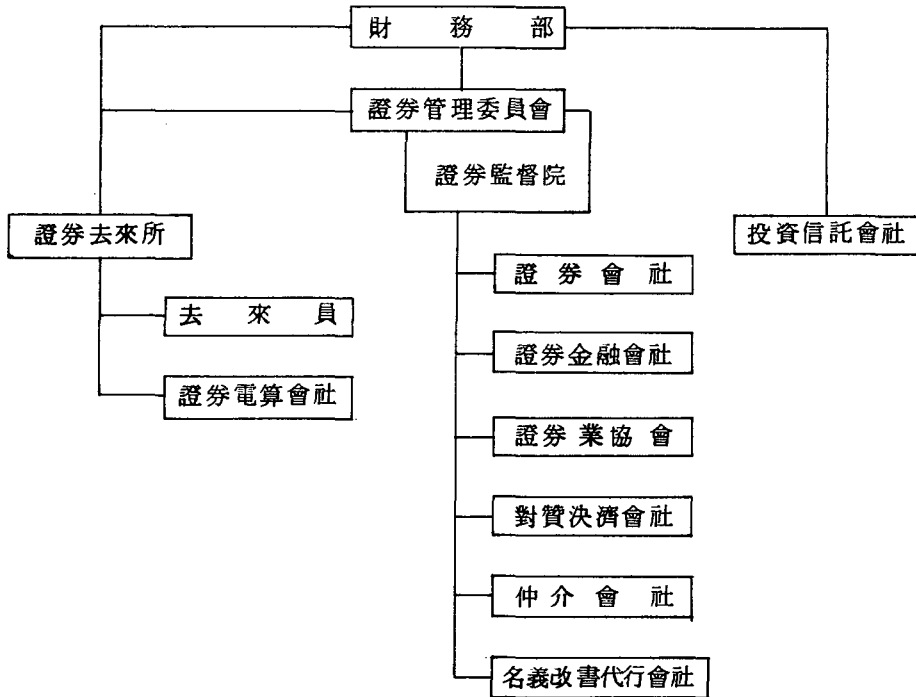 財務部
證券管理委員會
證券監督院
證券去來所
投資信託會社
證券會社
去來員
證券金融會社
證券電算會社
證券業協會
對贊決濟會社
仲介會社
名義改書代行會社